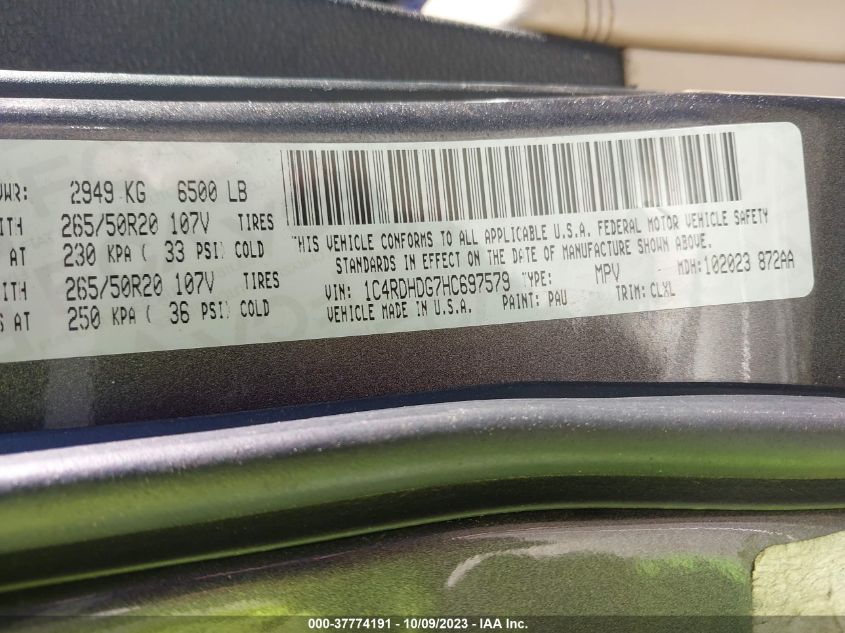 VWR: 2949 KG 6500 LB
ITH 265/50R20 107V TIRES
AT 230 KPA ( 33 PSI) COLD
265/50R20 107V TIRES
S AT 250 KPA ( 36 PSI) COLD
THIS VEHICLE CONFORMS TO ALL APPLICABLE U.S.A. FEDERAL MOTOR VEHICLE SAFETY
STANDARDS IN EFFECT ON THE DATE OF MANUFACTURE SHOWN ABOVE.
VIN: 1C4RDHDG7HC697579 TYPE: MPV MDH: 102023 872AA
VEHICLE MADE IN U.S.A. PAINT: PAU TRIM: CLXL
000-37774191 - 10/09/2023 - © IAA Inc.